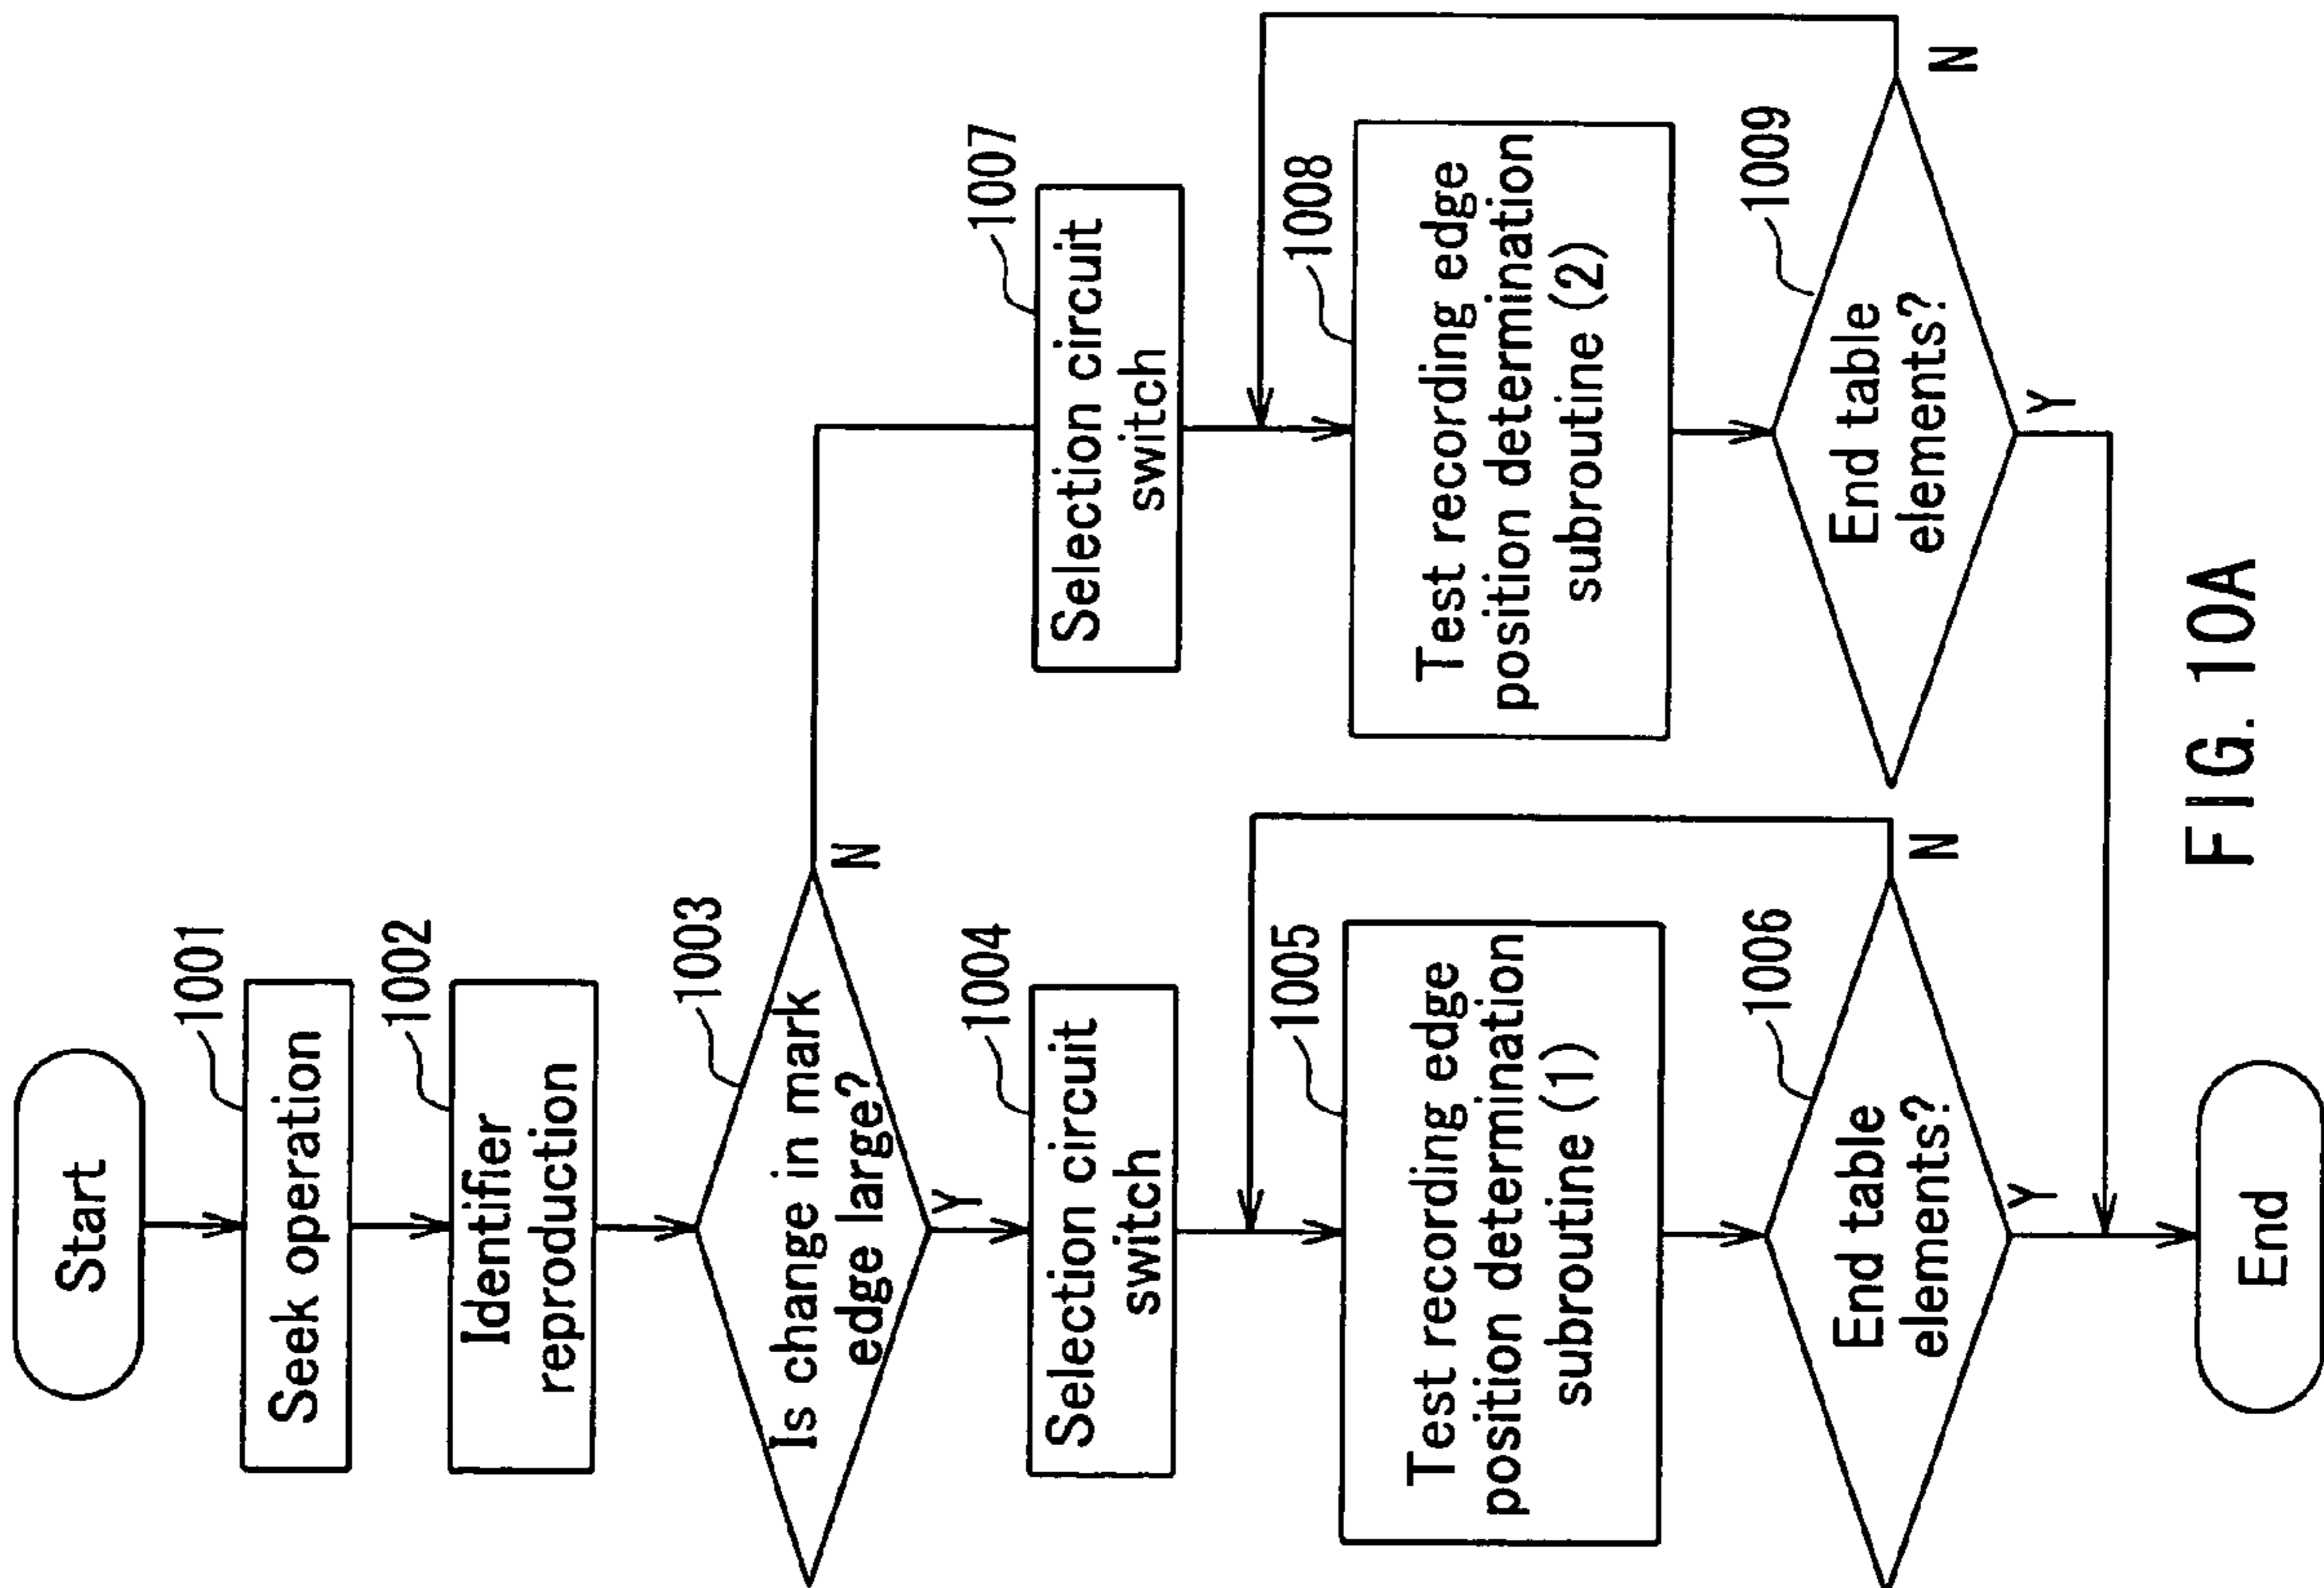 Start
1001
Seek operation
1002
Identifier
reproduction
1003
Is change in mark
edge large?
N
Y
1004
Selection circuit
switch
1005
Test recording edge
position determination
subroutine (1)
1006
End table
elements?
N
Y
1007
Selection circuit
switch
1008
Test recording edge
position determination
subroutine (2)
1009
End table
elements?
N
Y
End
FIG. 10A